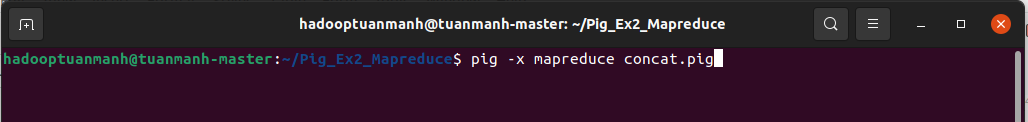 hadooptuanmanh@tuanmanh-master: ~/Pig_Ex2_Mapreduce
hadooptuanmanh@tuanmanh-master:~/Pig_Ex2_Mapreduce$ pig -x mapreduce concat.pig